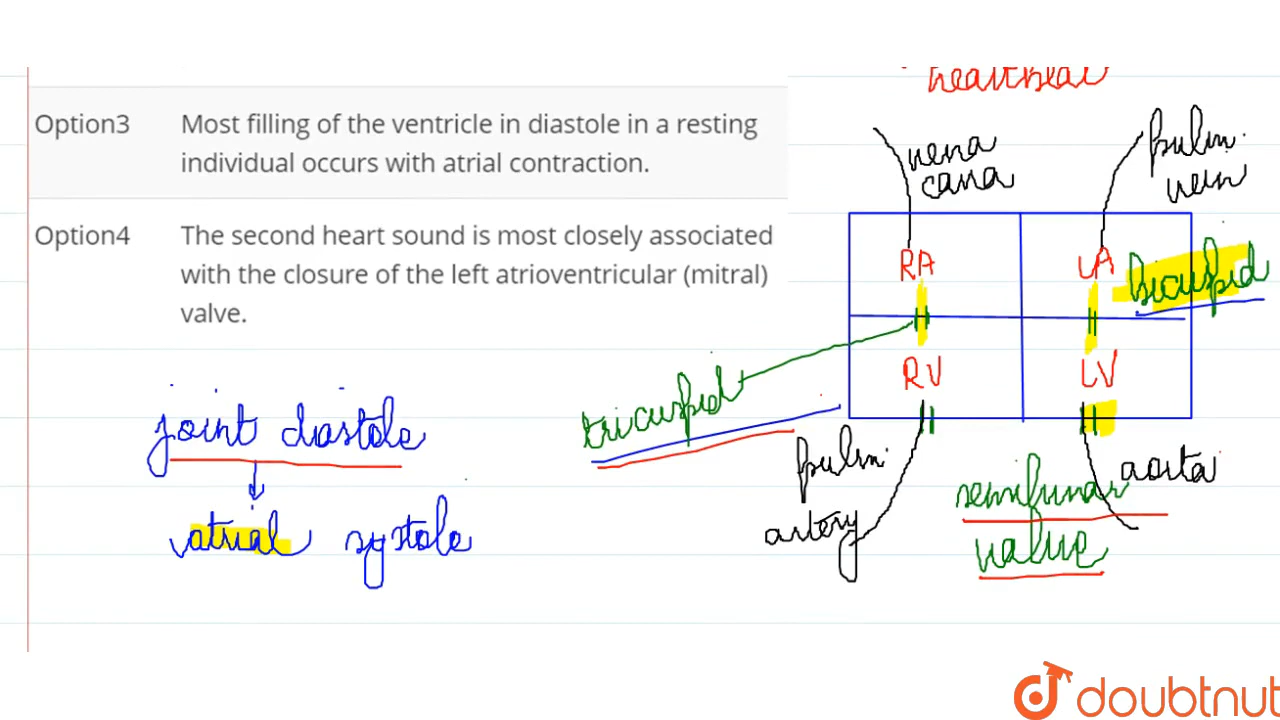 heartbeat
Option3 Most filling of the ventricle in diastole in a resting
individual occurs with atrial contraction.
vena
cava
pulm.
vein
Option4 The second heart sound is most closely associated
with the closure of the left atrioventricular (mitral)
valve.
RA
LA
bicuspid
RV
LV
tricuspid
joint diastole
pulm.
artery
aorta
semilunar
valve
atrial systole
doubtnut